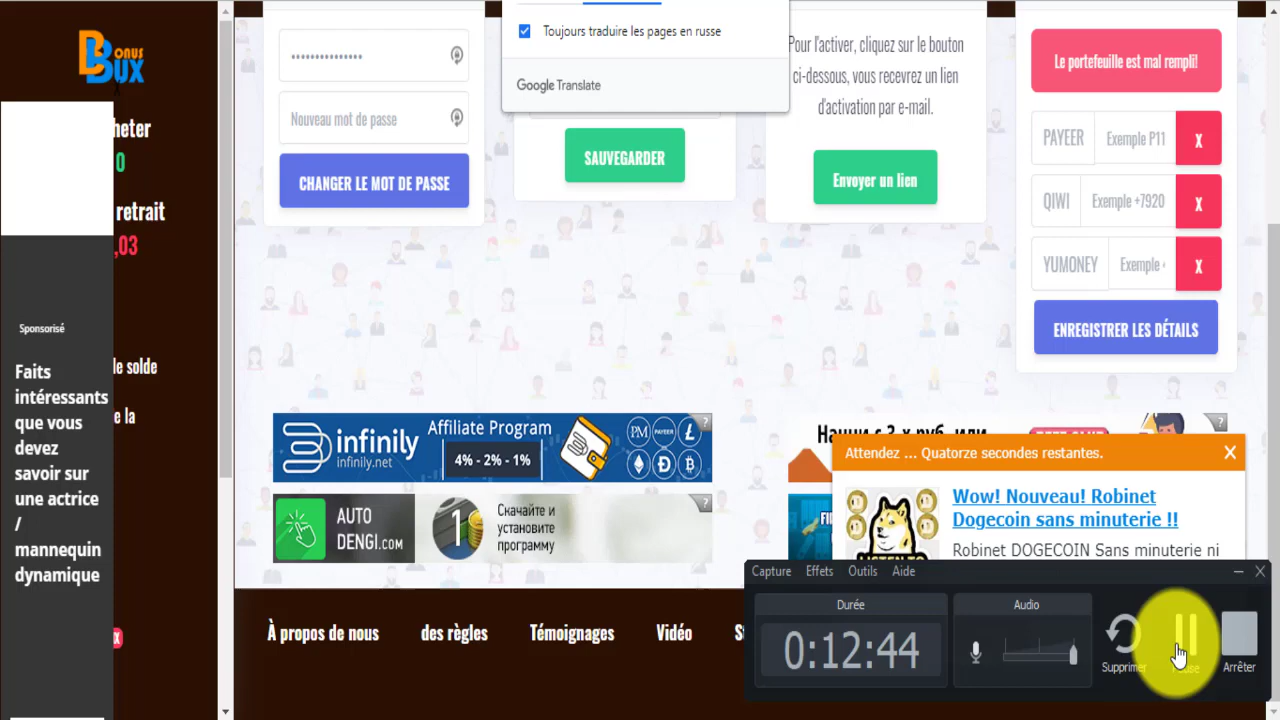 Bonus
Bux
heter
0
retrait
,03
le solde
e la
x
Sponsorisé
Faits
intéressants
que vous
devez
savoir sur
une actrice
/
mannequin
dynamique
Nouveau mot de passe
CHANGER LE MOT DE PASSE
Toujours traduire les pages en russe
Google Translate
SAUVEGARDER
Pour l'activer, cliquez sur le bouton
ci-dessous, vous recevrez un lien
d'activation par e-mail.
Envoyer un lien
Le portefeuille est mal rempli!
PAYEER Exemple P11 X
QIWI Exemple +7920 X
YUMONEY Exemple X
ENREGISTRER LES DÉTAILS
infinily
infinily.net
Affiliate Program
4% - 2% - 1%
PM PAYEER
?
AUTO
DENGI.com
1
Скачайте и
установите
программу
?
?
Attendez ... Quatorze secondes restantes. X
Wow! Nouveau! Robinet
Dogecoin sans minuterie !!
Robinet DOGECOIN Sans minuterie ni
À propos de nous des règles Témoignages Vidéo
Capture Effets Outils Aide
Durée
0:12:44
Audio
Supprimer
Pause
Arrêter